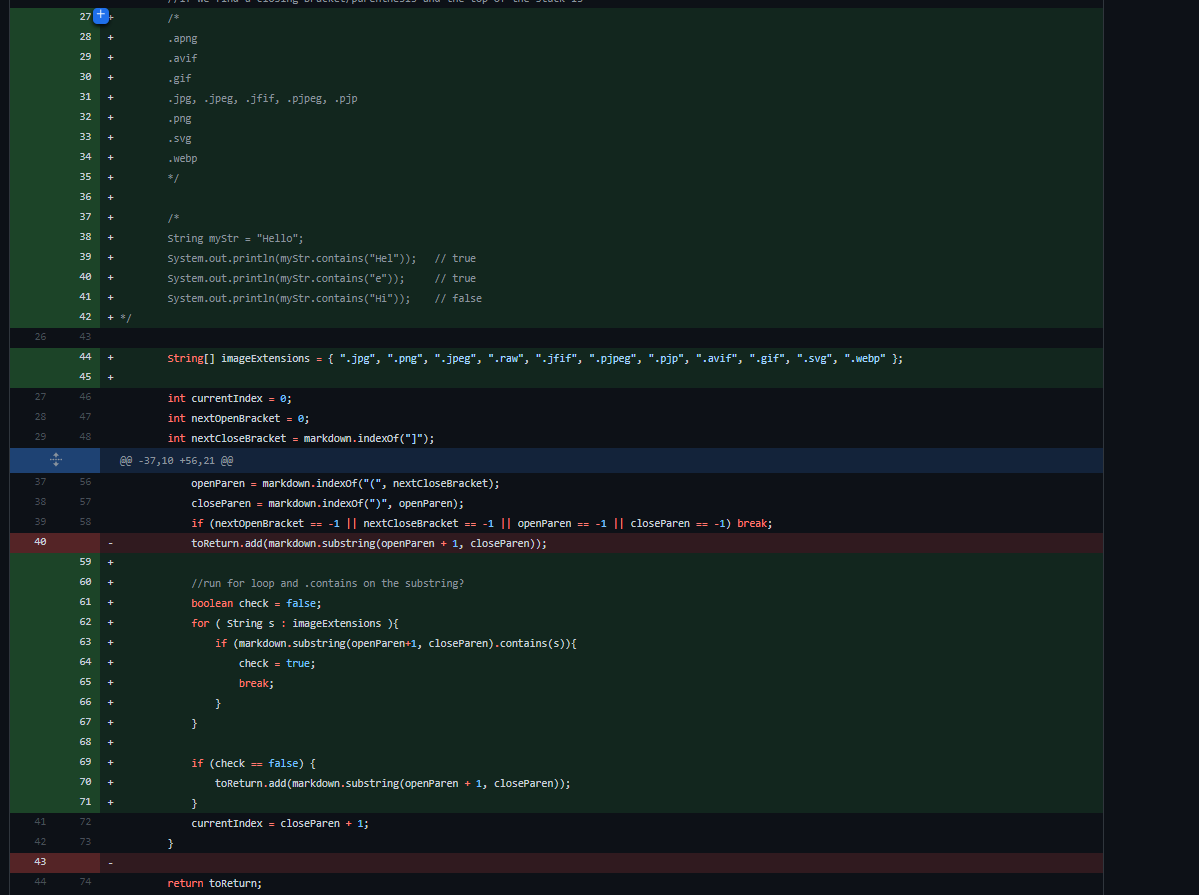 //If we find a closing bracket/parenthesis and the top of the stack is
27 + /*
28 + .apng
29 + .avif
30 + .gif
31 + .jpg, .jpeg, .jfif, .pjpeg, .pjp
32 + .png
33 + .svg
34 + .webp
35 + */
36 +
37 + /*
38 + String myStr = "Hello";
39 + System.out.println(myStr.contains("Hel"));   // true
40 + System.out.println(myStr.contains("e"));     // true
41 + System.out.println(myStr.contains("Hi"));    // false
42 + */
26 43
44 + String[] imageExtensions = { ".jpg", ".png", ".jpeg", ".raw", ".jfif", ".pjpeg", ".pjp", ".avif", ".gif", ".svg", ".webp" };
45 +
27 46 int currentIndex = 0;
28 47 int nextOpenBracket = 0;
29 48 int nextCloseBracket = markdown.indexOf("]");
@@ -37,10 +56,21 @@
37 56 openParen = markdown.indexOf("(", nextCloseBracket);
38 57 closeParen = markdown.indexOf(")", openParen);
39 58 if (nextOpenBracket == -1 || nextCloseBracket == -1 || openParen == -1 || closeParen == -1) break;
40 - toReturn.add(markdown.substring(openParen + 1, closeParen));
59 +
60 + //run for loop and .contains on the substring?
61 + boolean check = false;
62 + for ( String s : imageExtensions ){
63 + if (markdown.substring(openParen+1, closeParen).contains(s)){
64 + check = true;
65 + break;
66 + }
67 + }
68 +
69 + if (check == false) {
70 + toReturn.add(markdown.substring(openParen + 1, closeParen));
71 + }
41 72 currentIndex = closeParen + 1;
42 73 }
43 -
44 74 return toReturn;